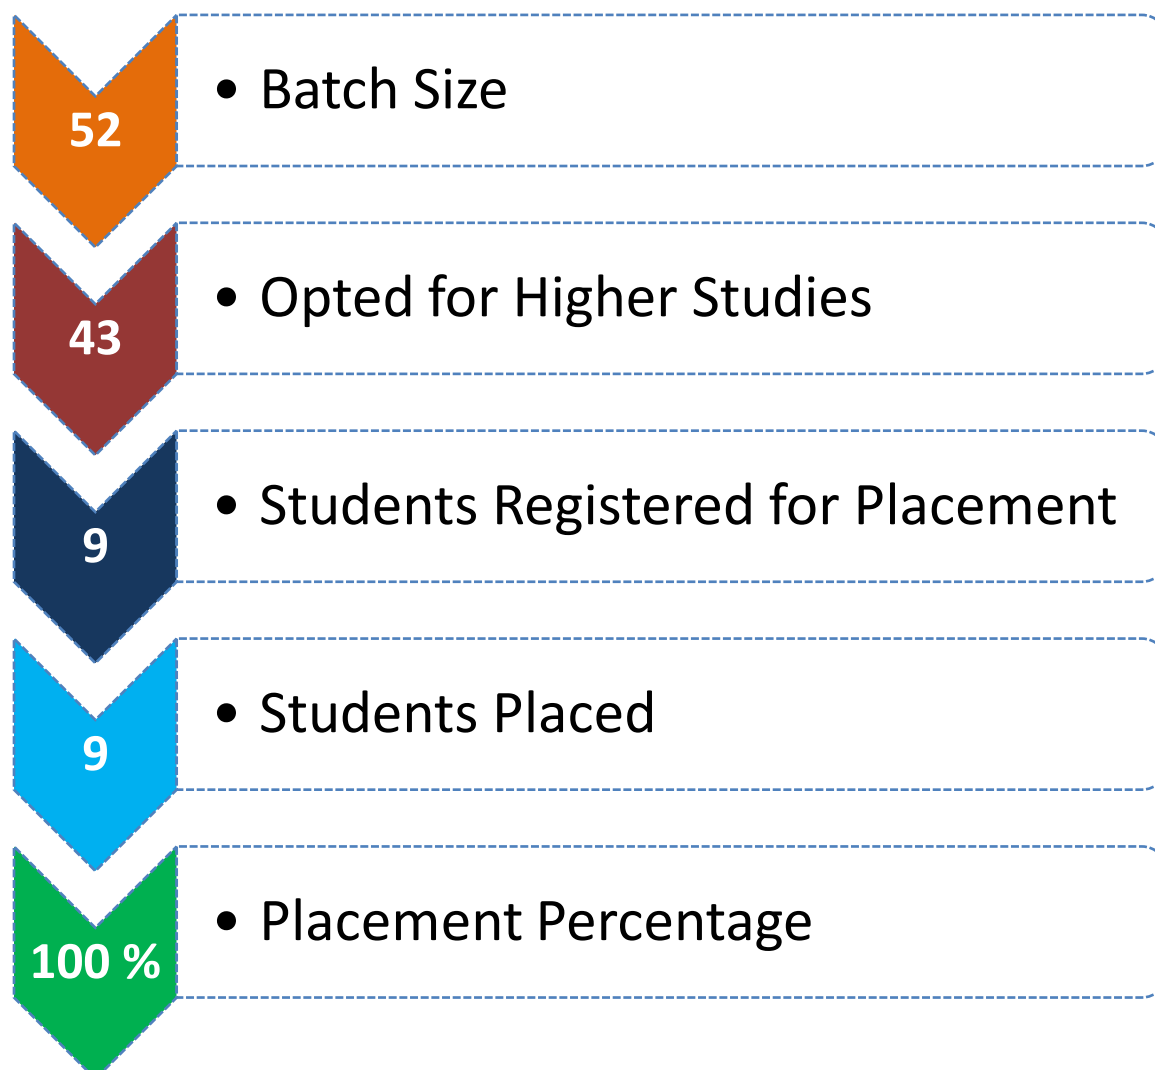 52
• Batch Size
43
• Opted for Higher Studies
9
• Students Registered for Placement
9
• Students Placed
100 %
• Placement Percentage